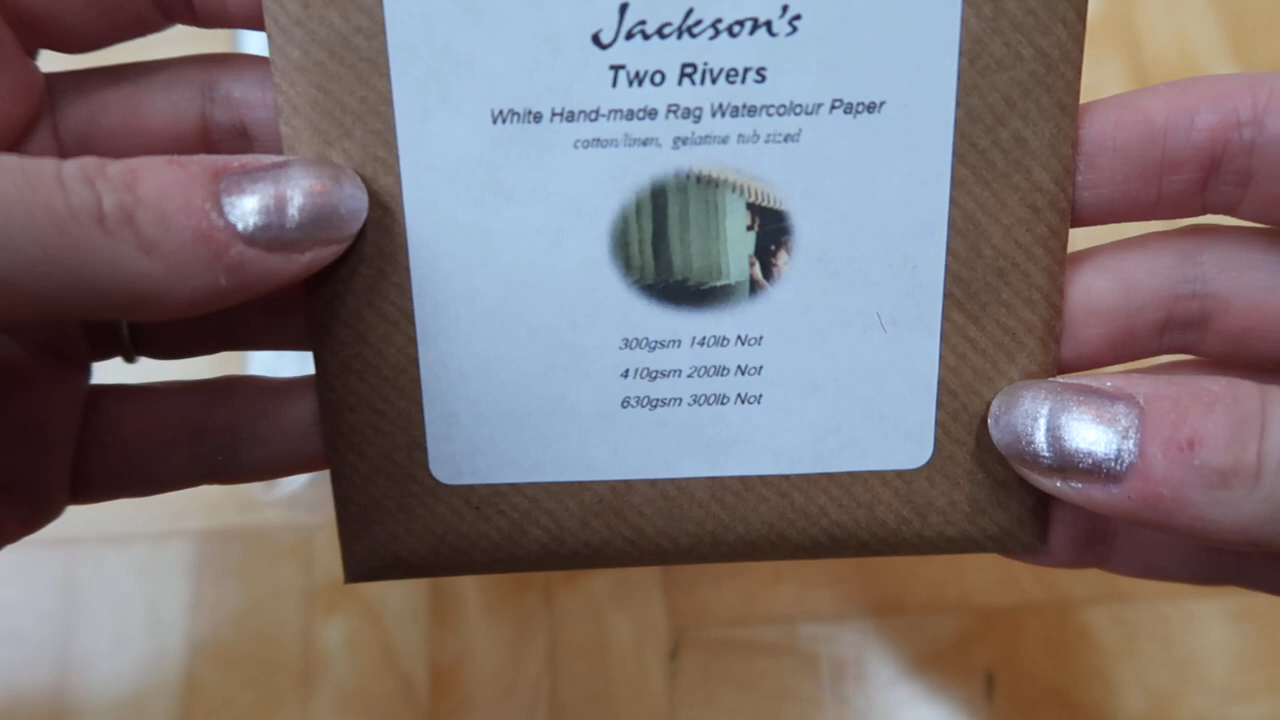 Jackson's
Two Rivers
White Hand-made Rag Watercolour Paper
cotton/linen, gelatine tub sized
300gsm 140lb Not
410gsm 200lb Not
630gsm 300lb Not